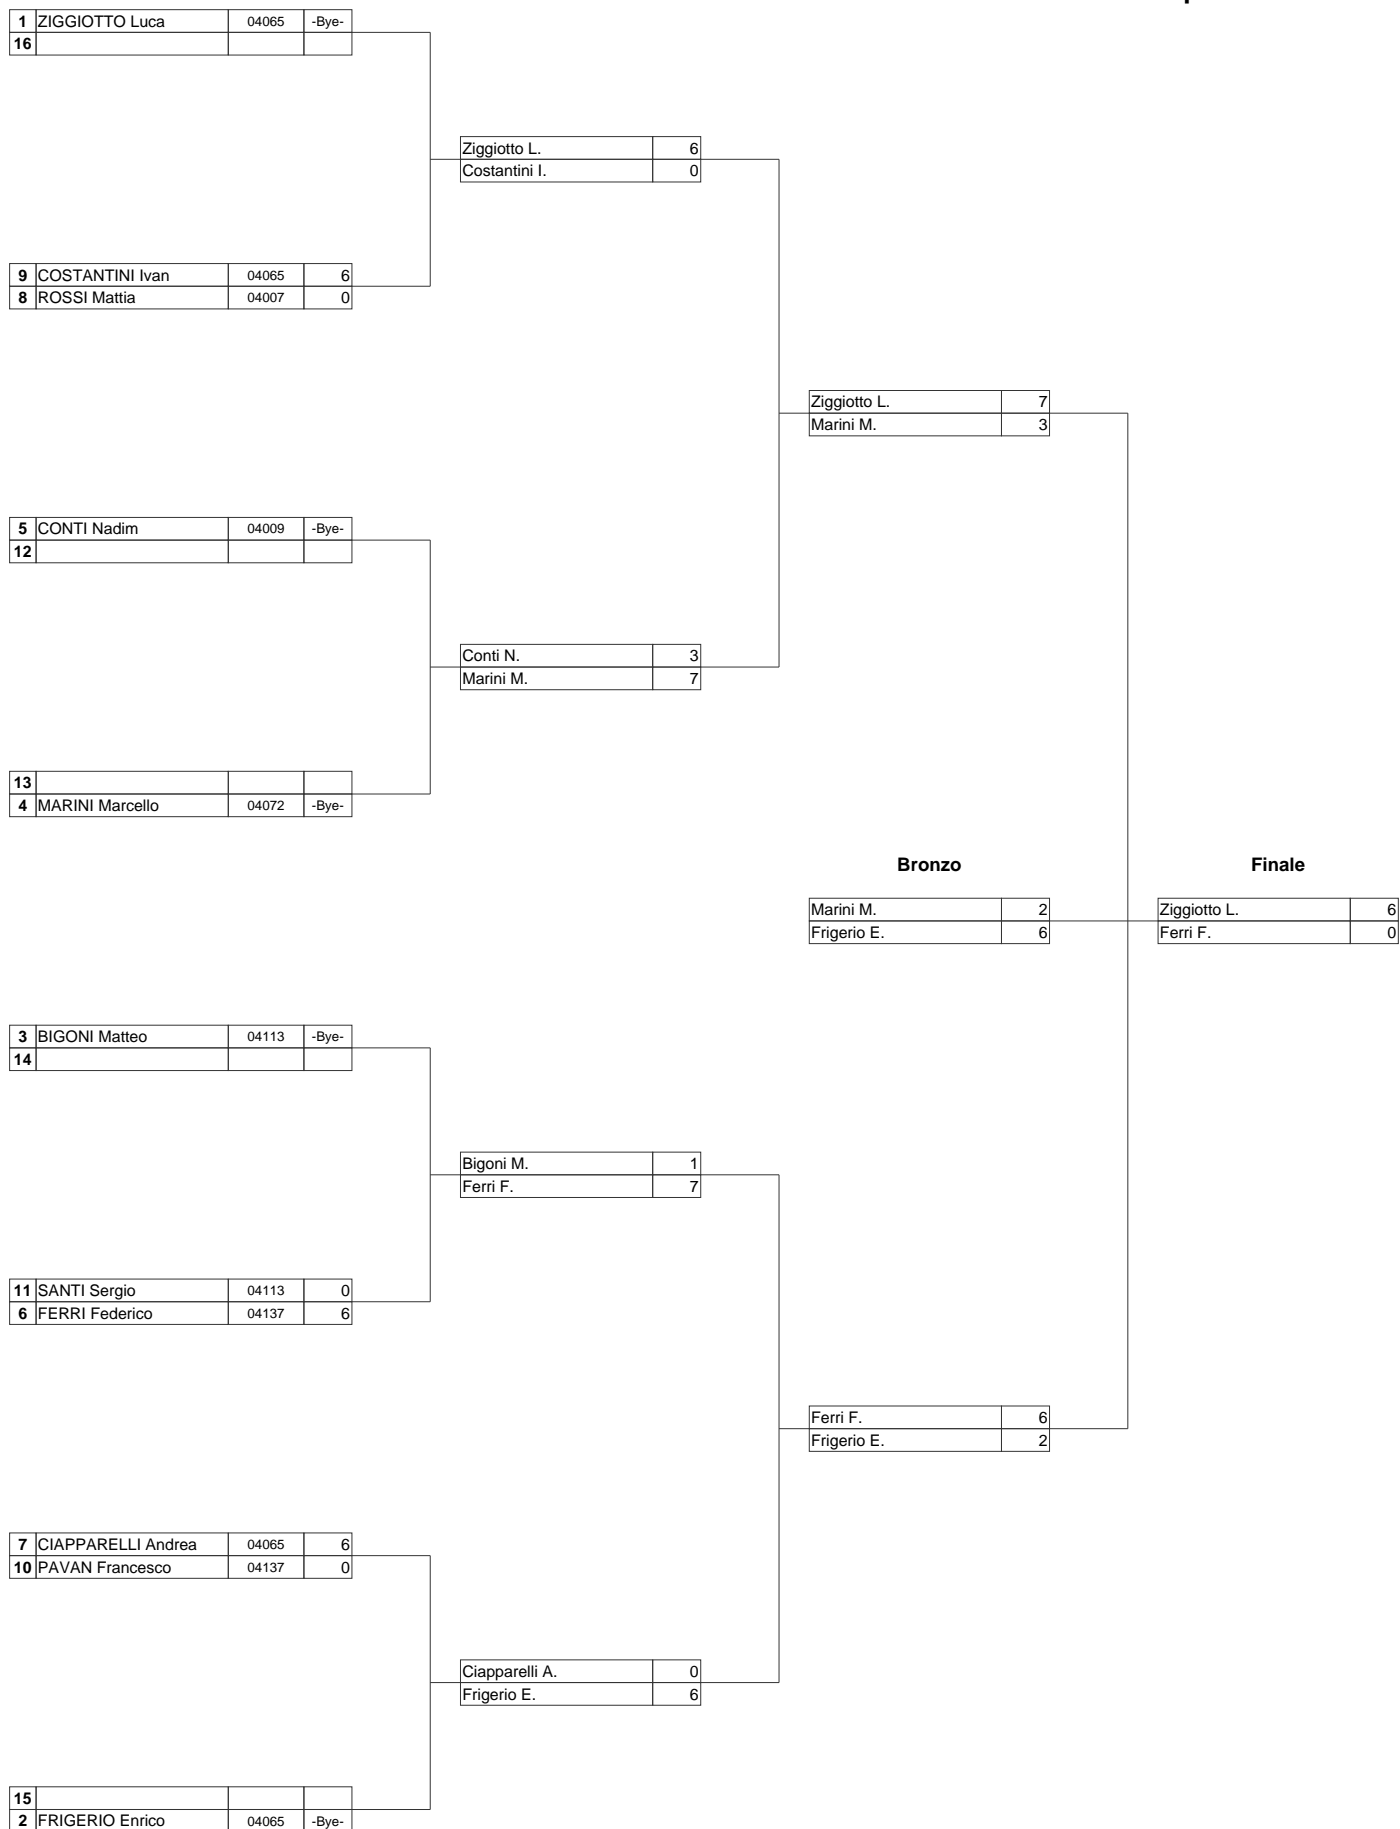 1 ZIGGIOTTO Luca 04065 -Bye-
16
Ziggiotto L. 6
Costantini I. 0
9 COSTANTINI Ivan 04065 6
8 ROSSI Mattia 04007 0
Ziggiotto L. 7
Marini M. 3
5 CONTI Nadim 04009 -Bye-
12
Conti N. 3
Marini M. 7
13
4 MARINI Marcello 04072 -Bye-
Bronzo Finale
Marini M. 2 Ziggiotto L. 6
Frigerio E. 6 Ferri F. 0
3 BIGONI Matteo 04113 -Bye-
14
Bigoni M. 1
Ferri F. 7
11 SANTI Sergio 04113 0
6 FERRI Federico 04137 6
Ferri F. 6
Frigerio E. 2
7 CIAPPARELLI Andrea 04065 6
10 PAVAN Francesco 04137 0
Ciapparelli A. 0
Frigerio E. 6
15
2 FRIGERIO Enrico 04065 -Bye-